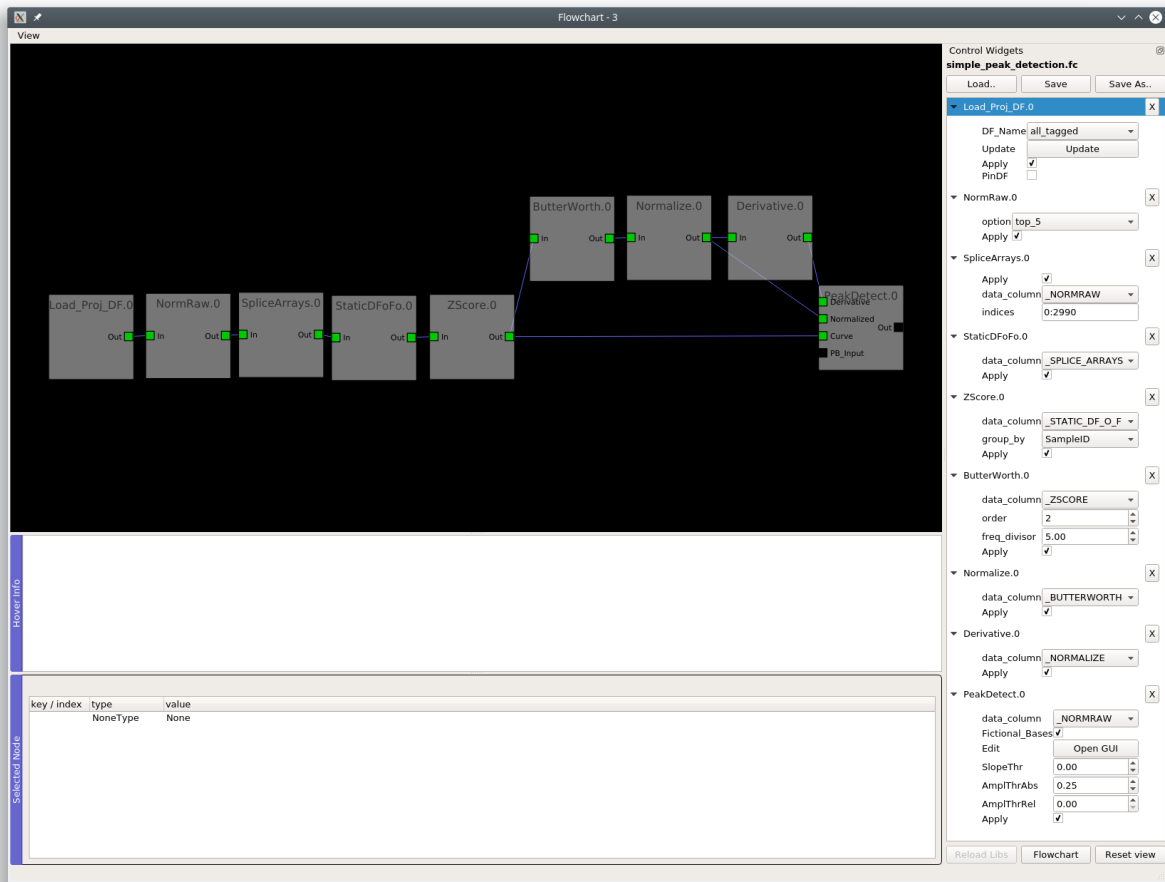 Flowchart - 3
View
ButterWorth.0
In
Out
Normalize.0
In
Out
Derivative.0
In
Out
Load_Proj_DF.0
Out
NormRaw.0
In
Out
SpliceArrays.0
In
Out
StaticDFoFo.0
In
Out
ZScore.0
In
Out
PeakDetect.0
Derivative
Normalized
Curve
PB_Input
Out
Hover Info
Selected Node
key / index type value
NoneType None
Control Widgets
simple_peak_detection.fc
Load.. Save Save As..
Load_Proj_DF.0 X
DF_Name all_tagged
Update Update
Apply
PinDF
NormRaw.0 X
option top_5
Apply
SpliceArrays.0 X
Apply
data_column _NORMRAW
indices 0:2990
StaticDFoFo.0 X
data_column _SPLICE_ARRAYS
Apply
ZScore.0 X
data_column _STATIC_DF_O_F
group_by SampleID
Apply
ButterWorth.0 X
data_column _ZSCORE
order 2
freq_divisor 5.00
Apply
Normalize.0 X
data_column _BUTTERWORTH
Apply
Derivative.0 X
data_column _NORMALIZE
Apply
PeakDetect.0 X
data_column _NORMRAW
Fictional_Bases
Edit Open GUI
SlopeThr 0.00
AmplThrAbs 0.25
AmplThrRel 0.00
Apply
Reload Libs Flowchart Reset view